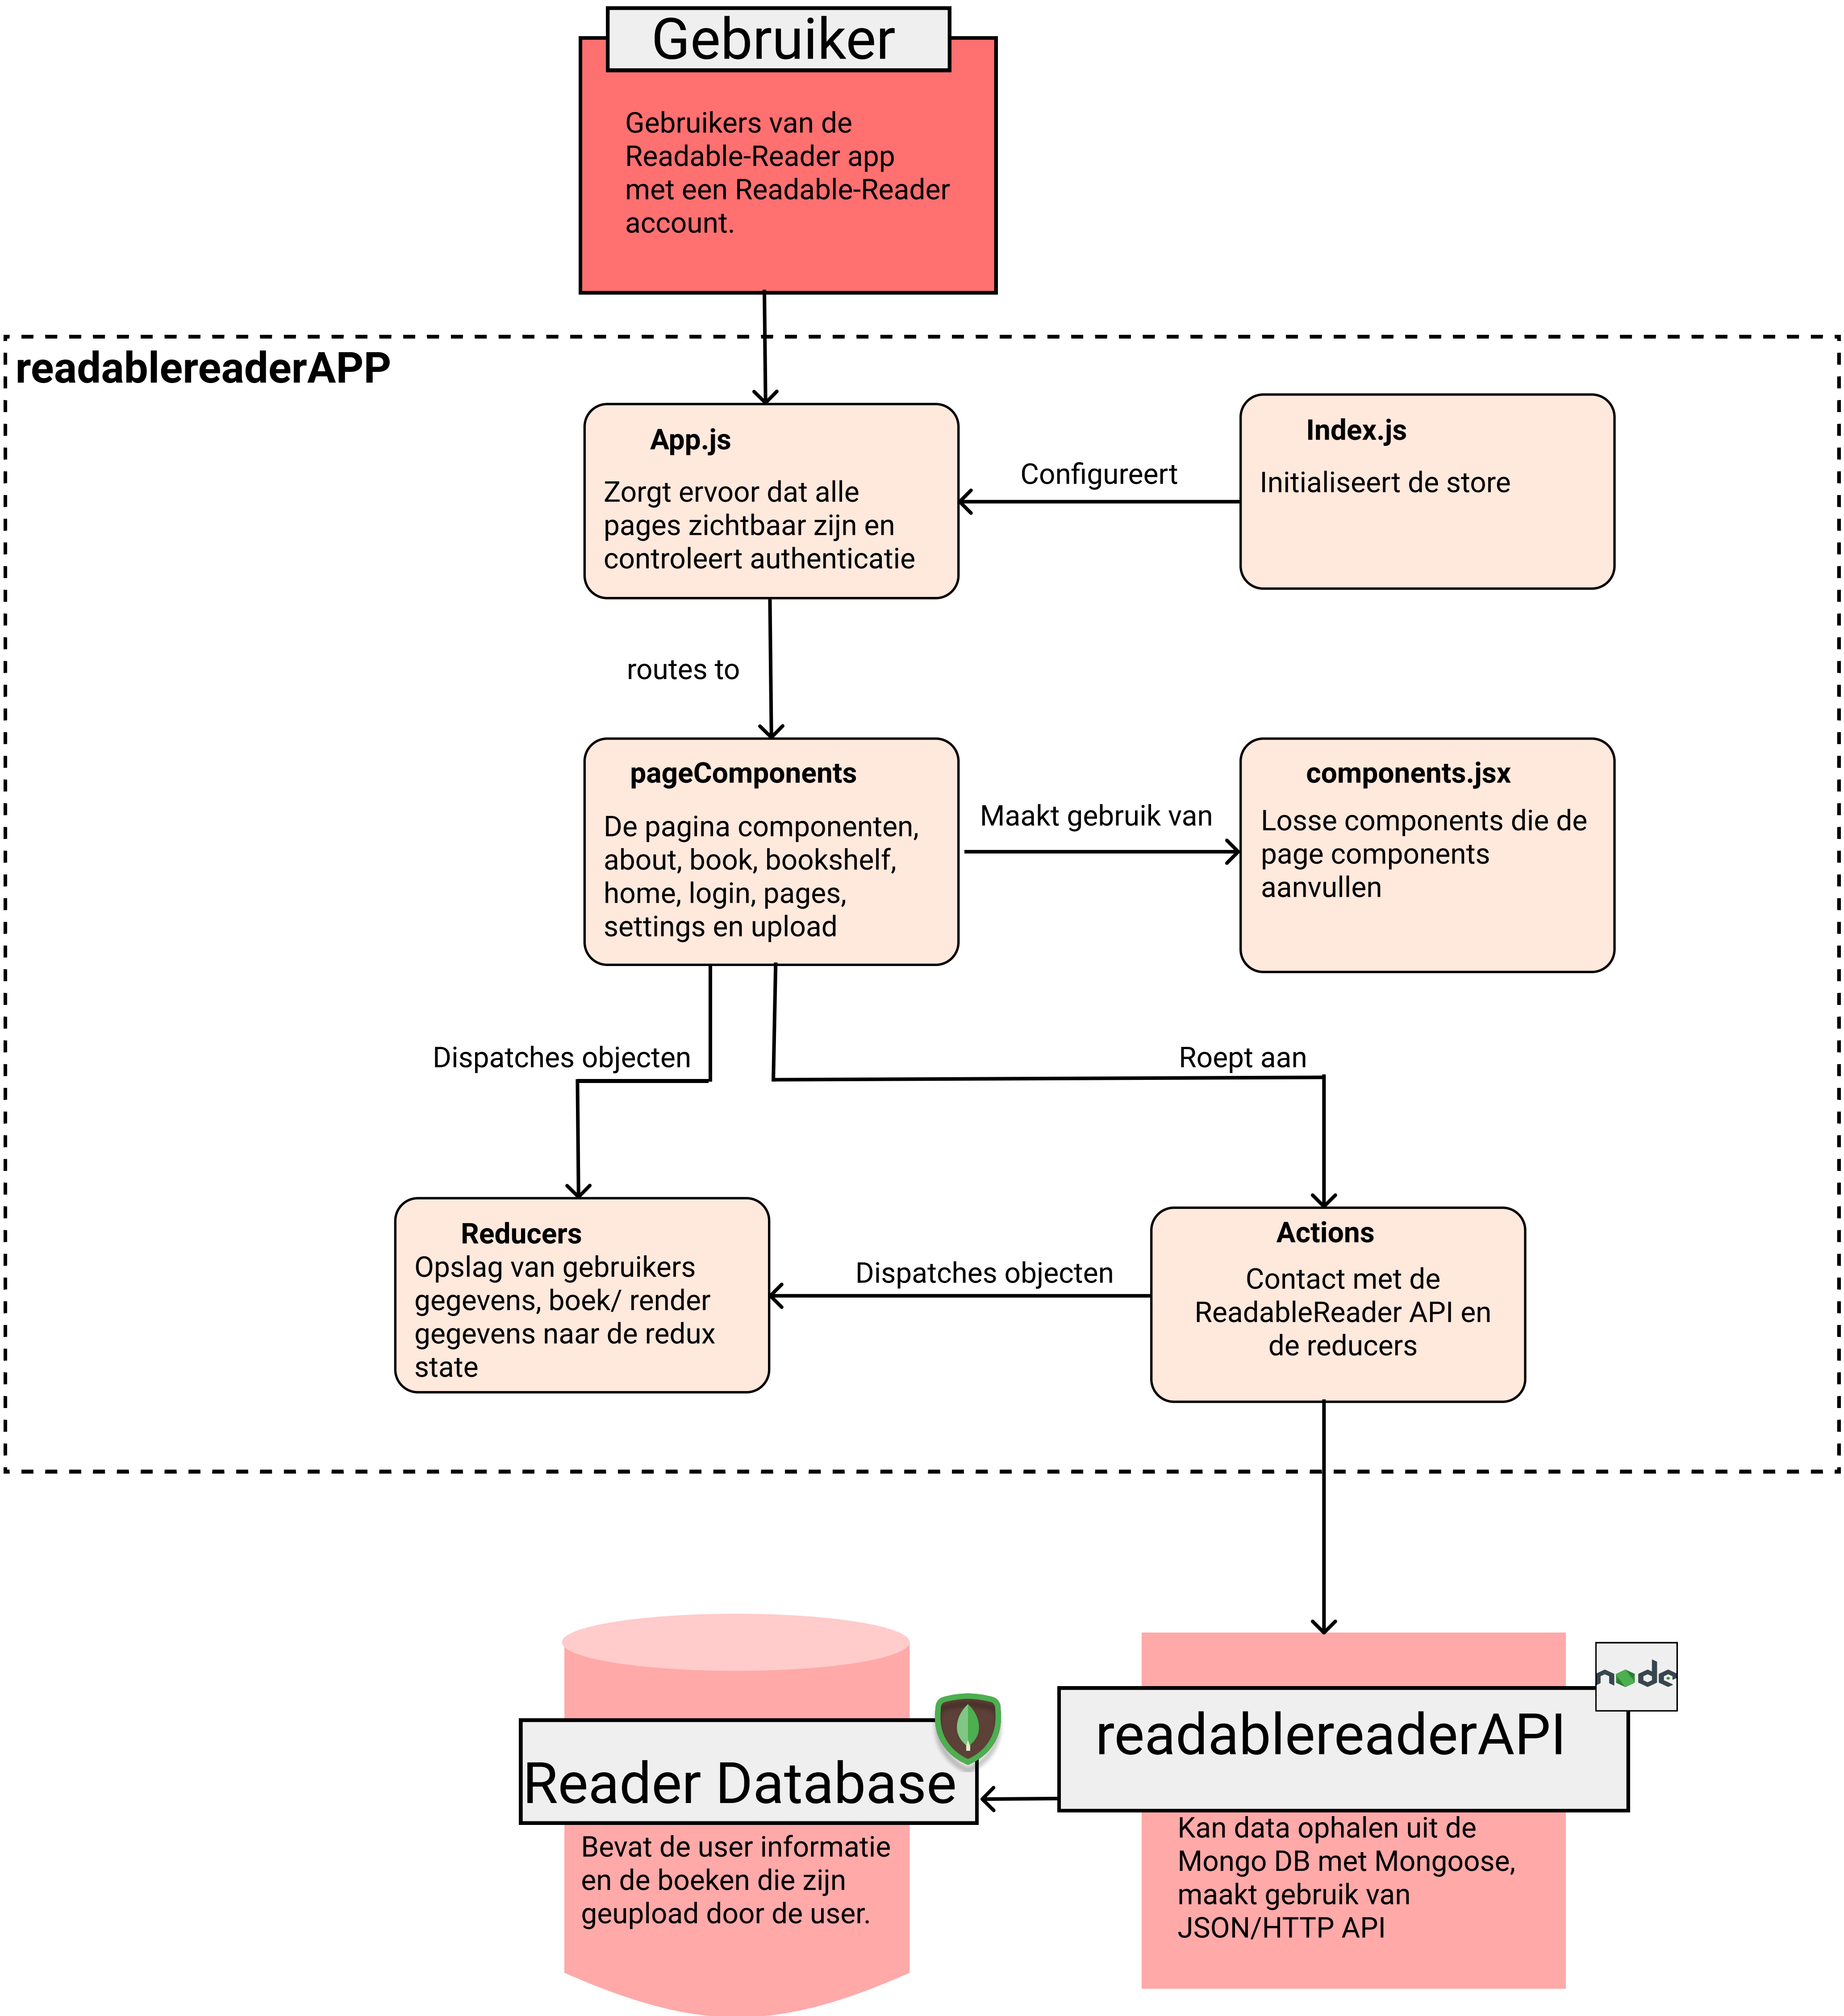 Gebruiker
Gebruikers van de
Readable-Reader app
met een Readable-Reader
account.
readablereaderAPP
App.js
Zorgt ervoor dat alle
pages zichtbaar zijn en
controleert authenticatie
Configureert
Index.js
Initialiseert de store
routes to
pageComponents
De pagina componenten,
about, book, bookshelf,
home, login, pages,
settings en upload
Maakt gebruik van
components.jsx
Losse components die de
page components
aanvullen
Dispatches objecten
Roept aan
Reducers
Opslag van gebruikers
gegevens, boek/ render
gegevens naar de redux
state
Dispatches objecten
Actions
Contact met de
ReadableReader API en
de reducers
Reader Database
Bevat de user informatie
en de boeken die zijn
geupload door de user.
node
readablereaderAPI
Kan data ophalen uit de
Mongo DB met Mongoose,
maakt gebruik van
JSON/HTTP API